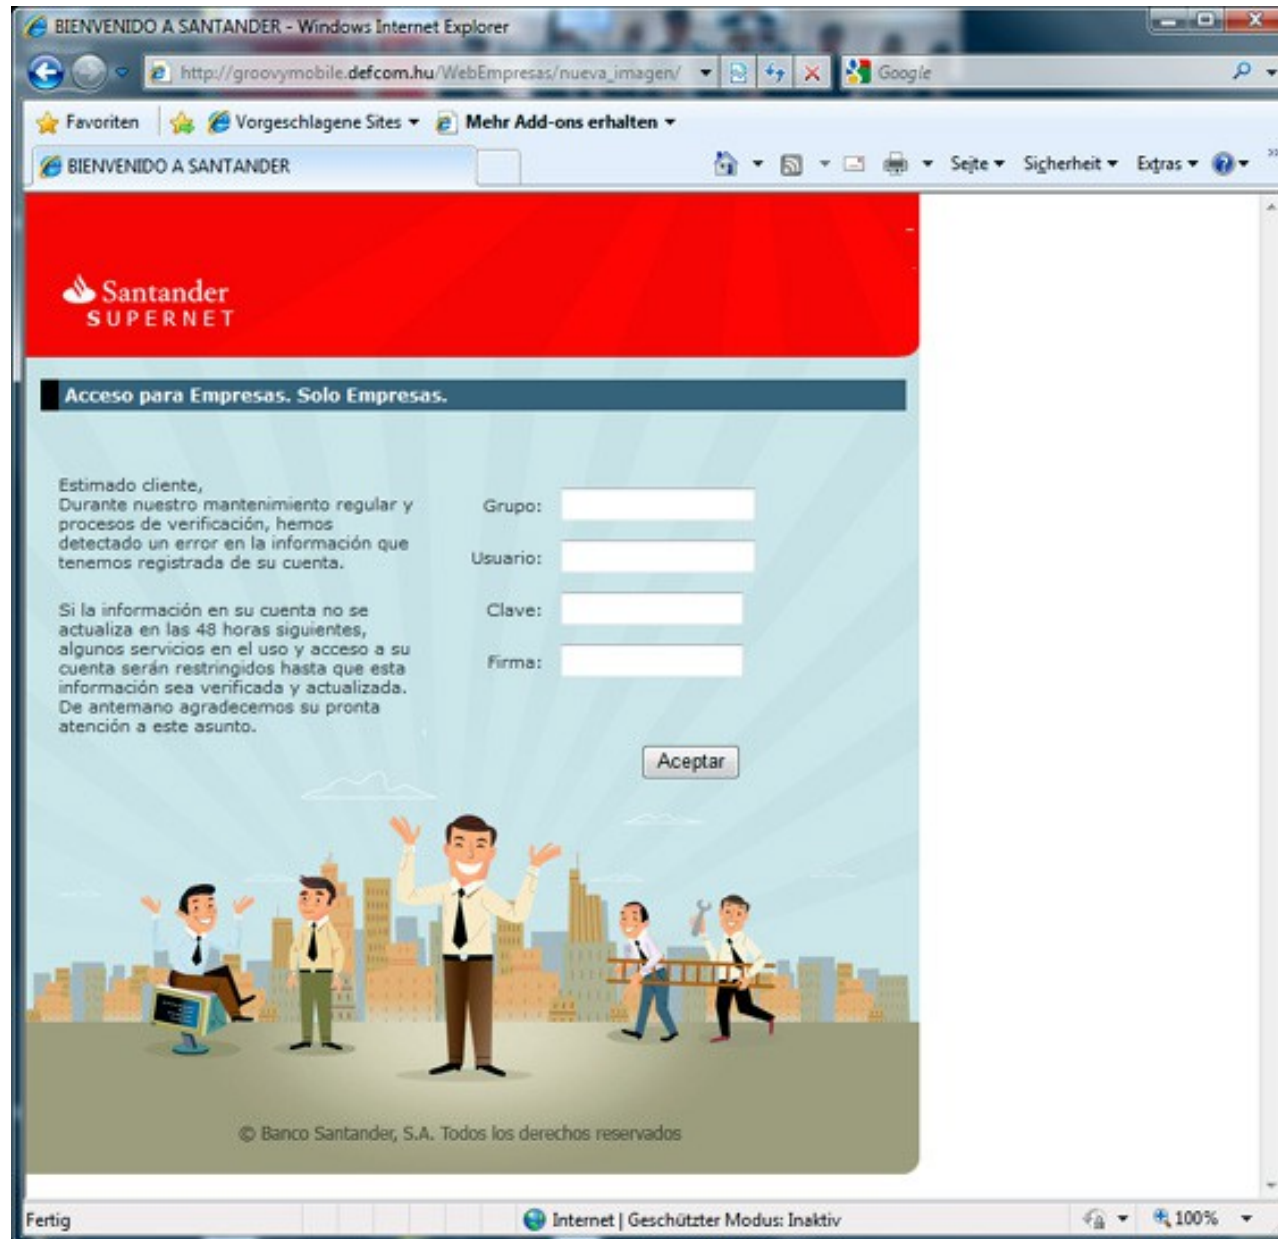 BIENVENIDO A SANTANDER - Windows Internet Explorer
http://groovymobile.defcom.hu/WebEmpresas/nueva_imagen/ Google
Favoriten Vorgeschlagene Sites Mehr Add-ons erhalten
BIENVENIDO A SANTANDER Seite Sicherheit Extras
Santander
SUPERNET
Acceso para Empresas. Solo Empresas.
Estimado cliente,
Durante nuestro mantenimiento regular y
procesos de verificación, hemos
detectado un error en la información que
tenemos registrada de su cuenta.
Si la información en su cuenta no se
actualiza en las 48 horas siguientes,
algunos servicios en el uso y acceso a su
cuenta serán restringidos hasta que esta
información sea verificada y actualizada.
De antemano agradecemos su pronta
atención a este asunto.
Grupo:
Usuario:
Clave:
Firma:
Aceptar
© Banco Santander, S.A. Todos los derechos reservados
Fertig Internet | Geschützter Modus: Inaktiv 100%